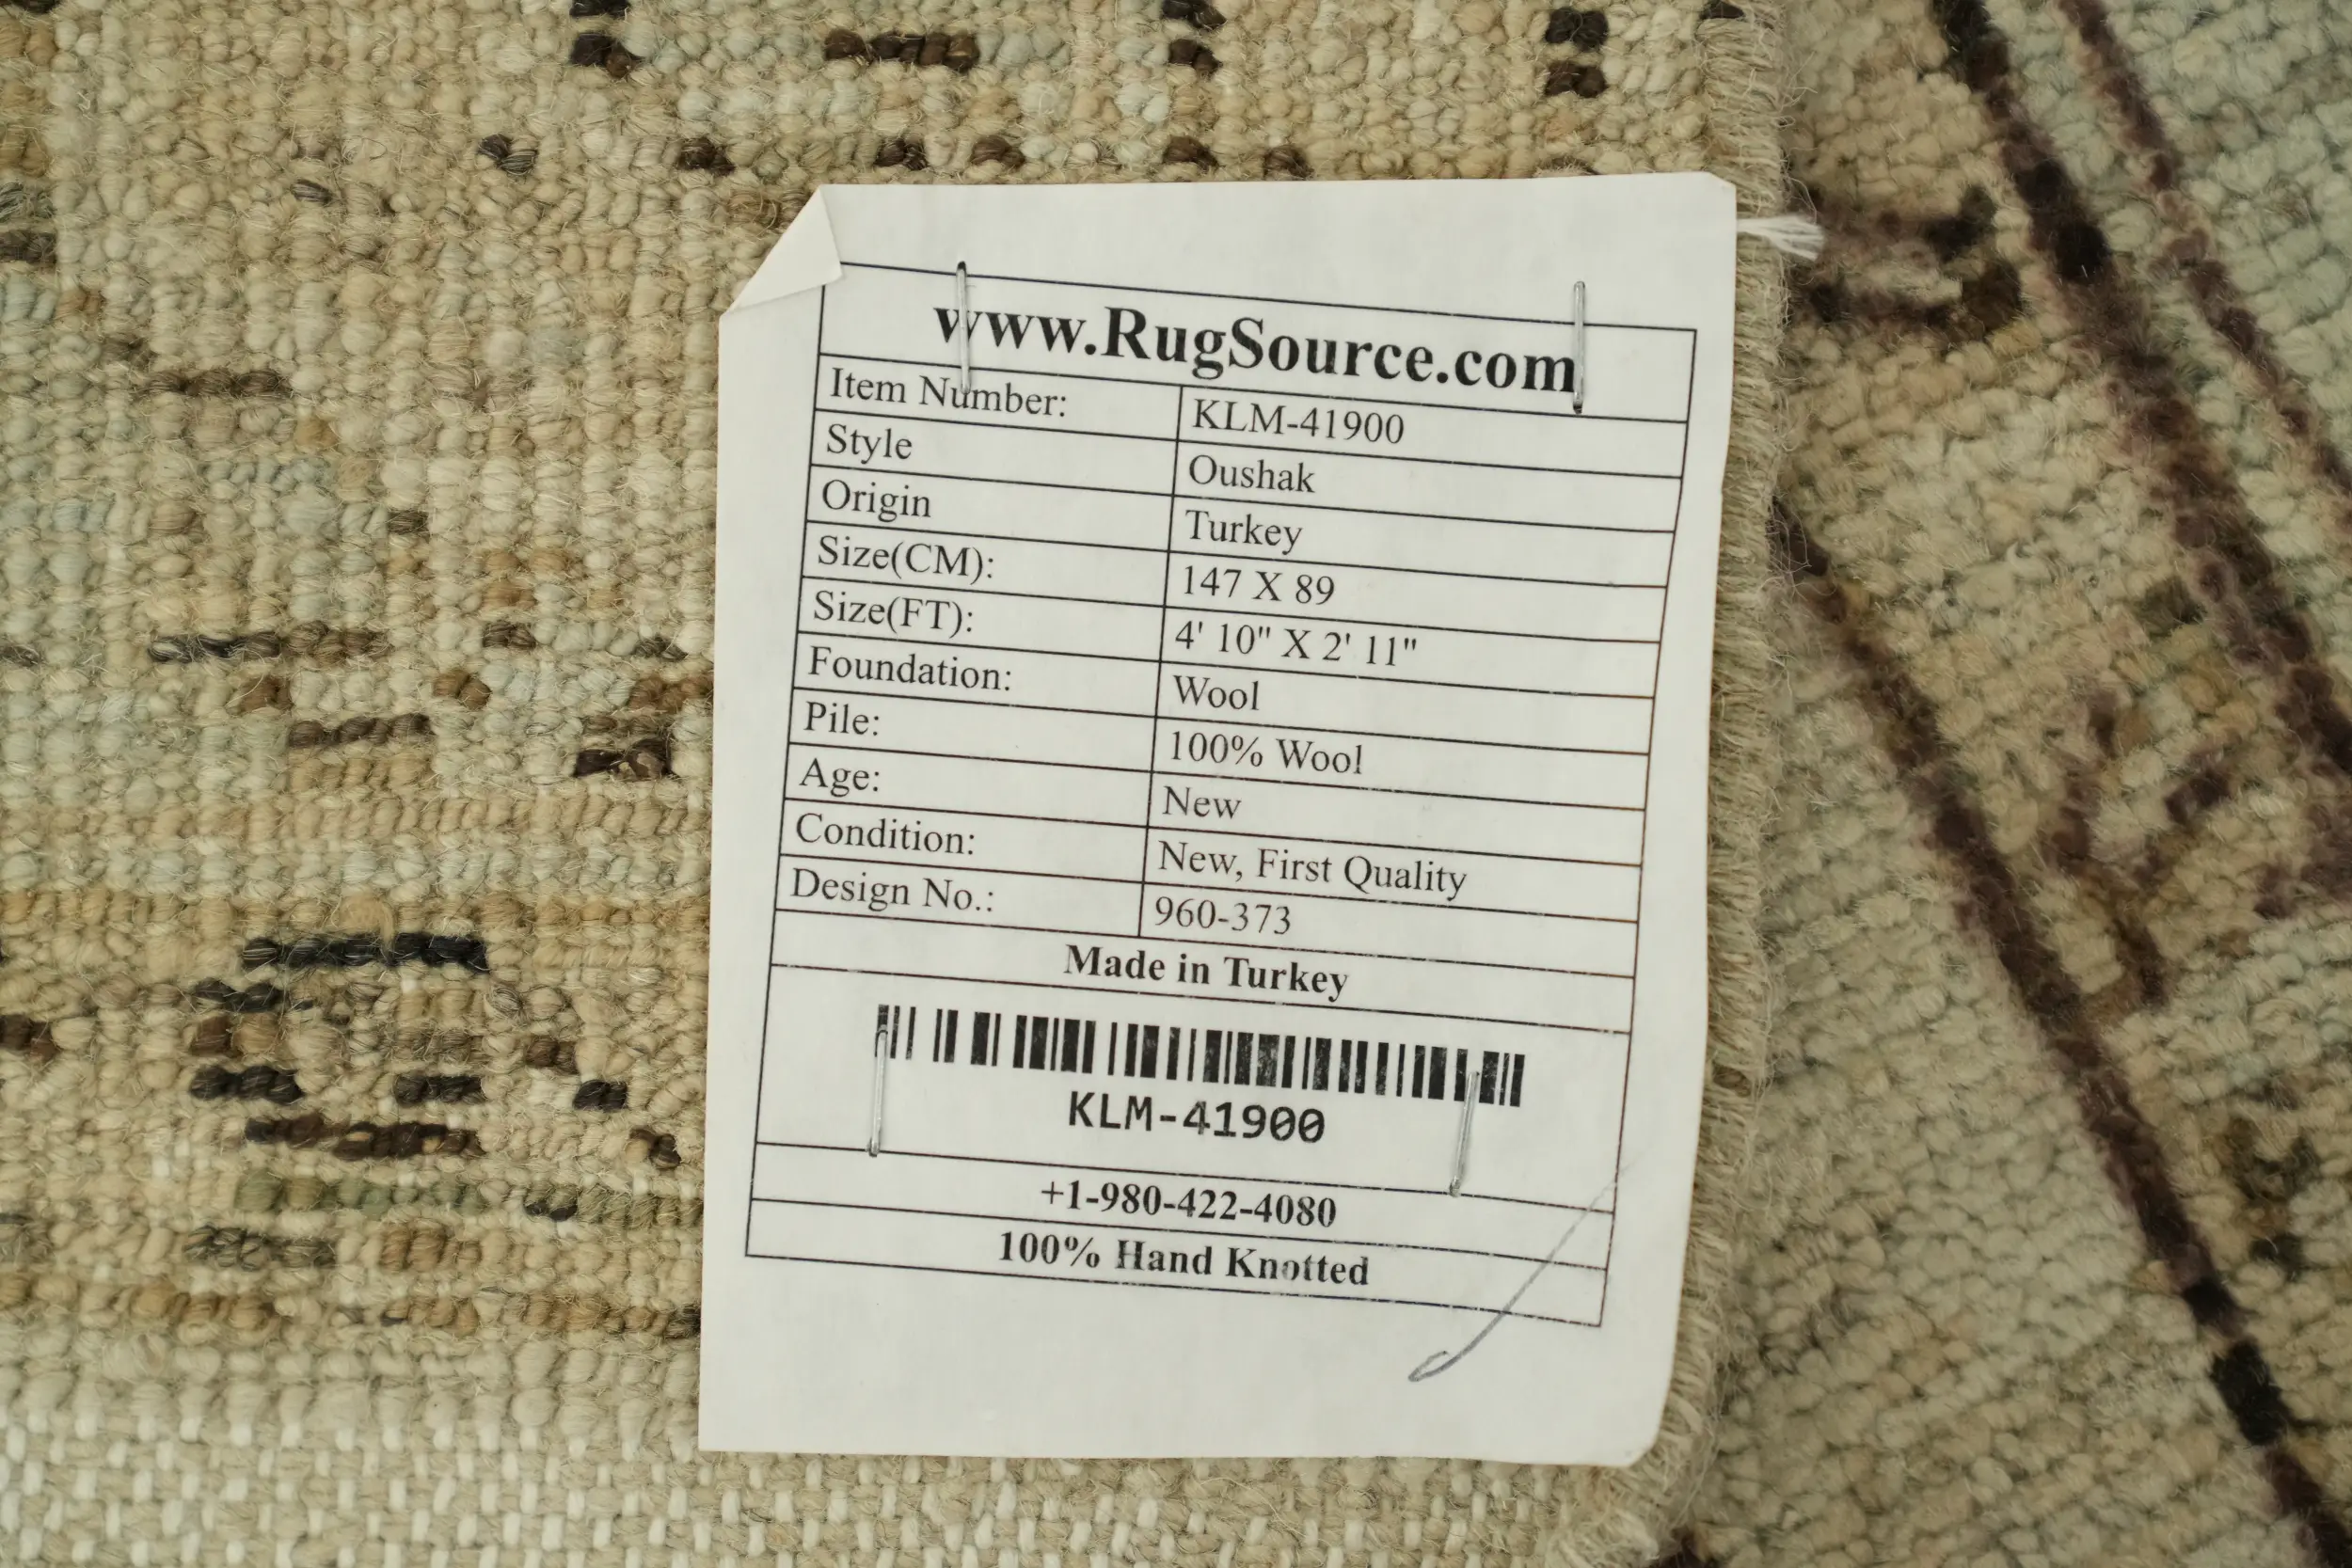 www.RugSource.com
Item Number: KLM-41900
Style Oushak
Origin Turkey
Size(CM): 147 X 89
Size(FT): 4' 10" X 2' 11"
Foundation: Wool
Pile: 100% Wool
Age: New
Condition: New, First Quality
Design No.: 960-373
Made in Turkey
KLM-41900
+1-980-422-4080
100% Hand Knotted